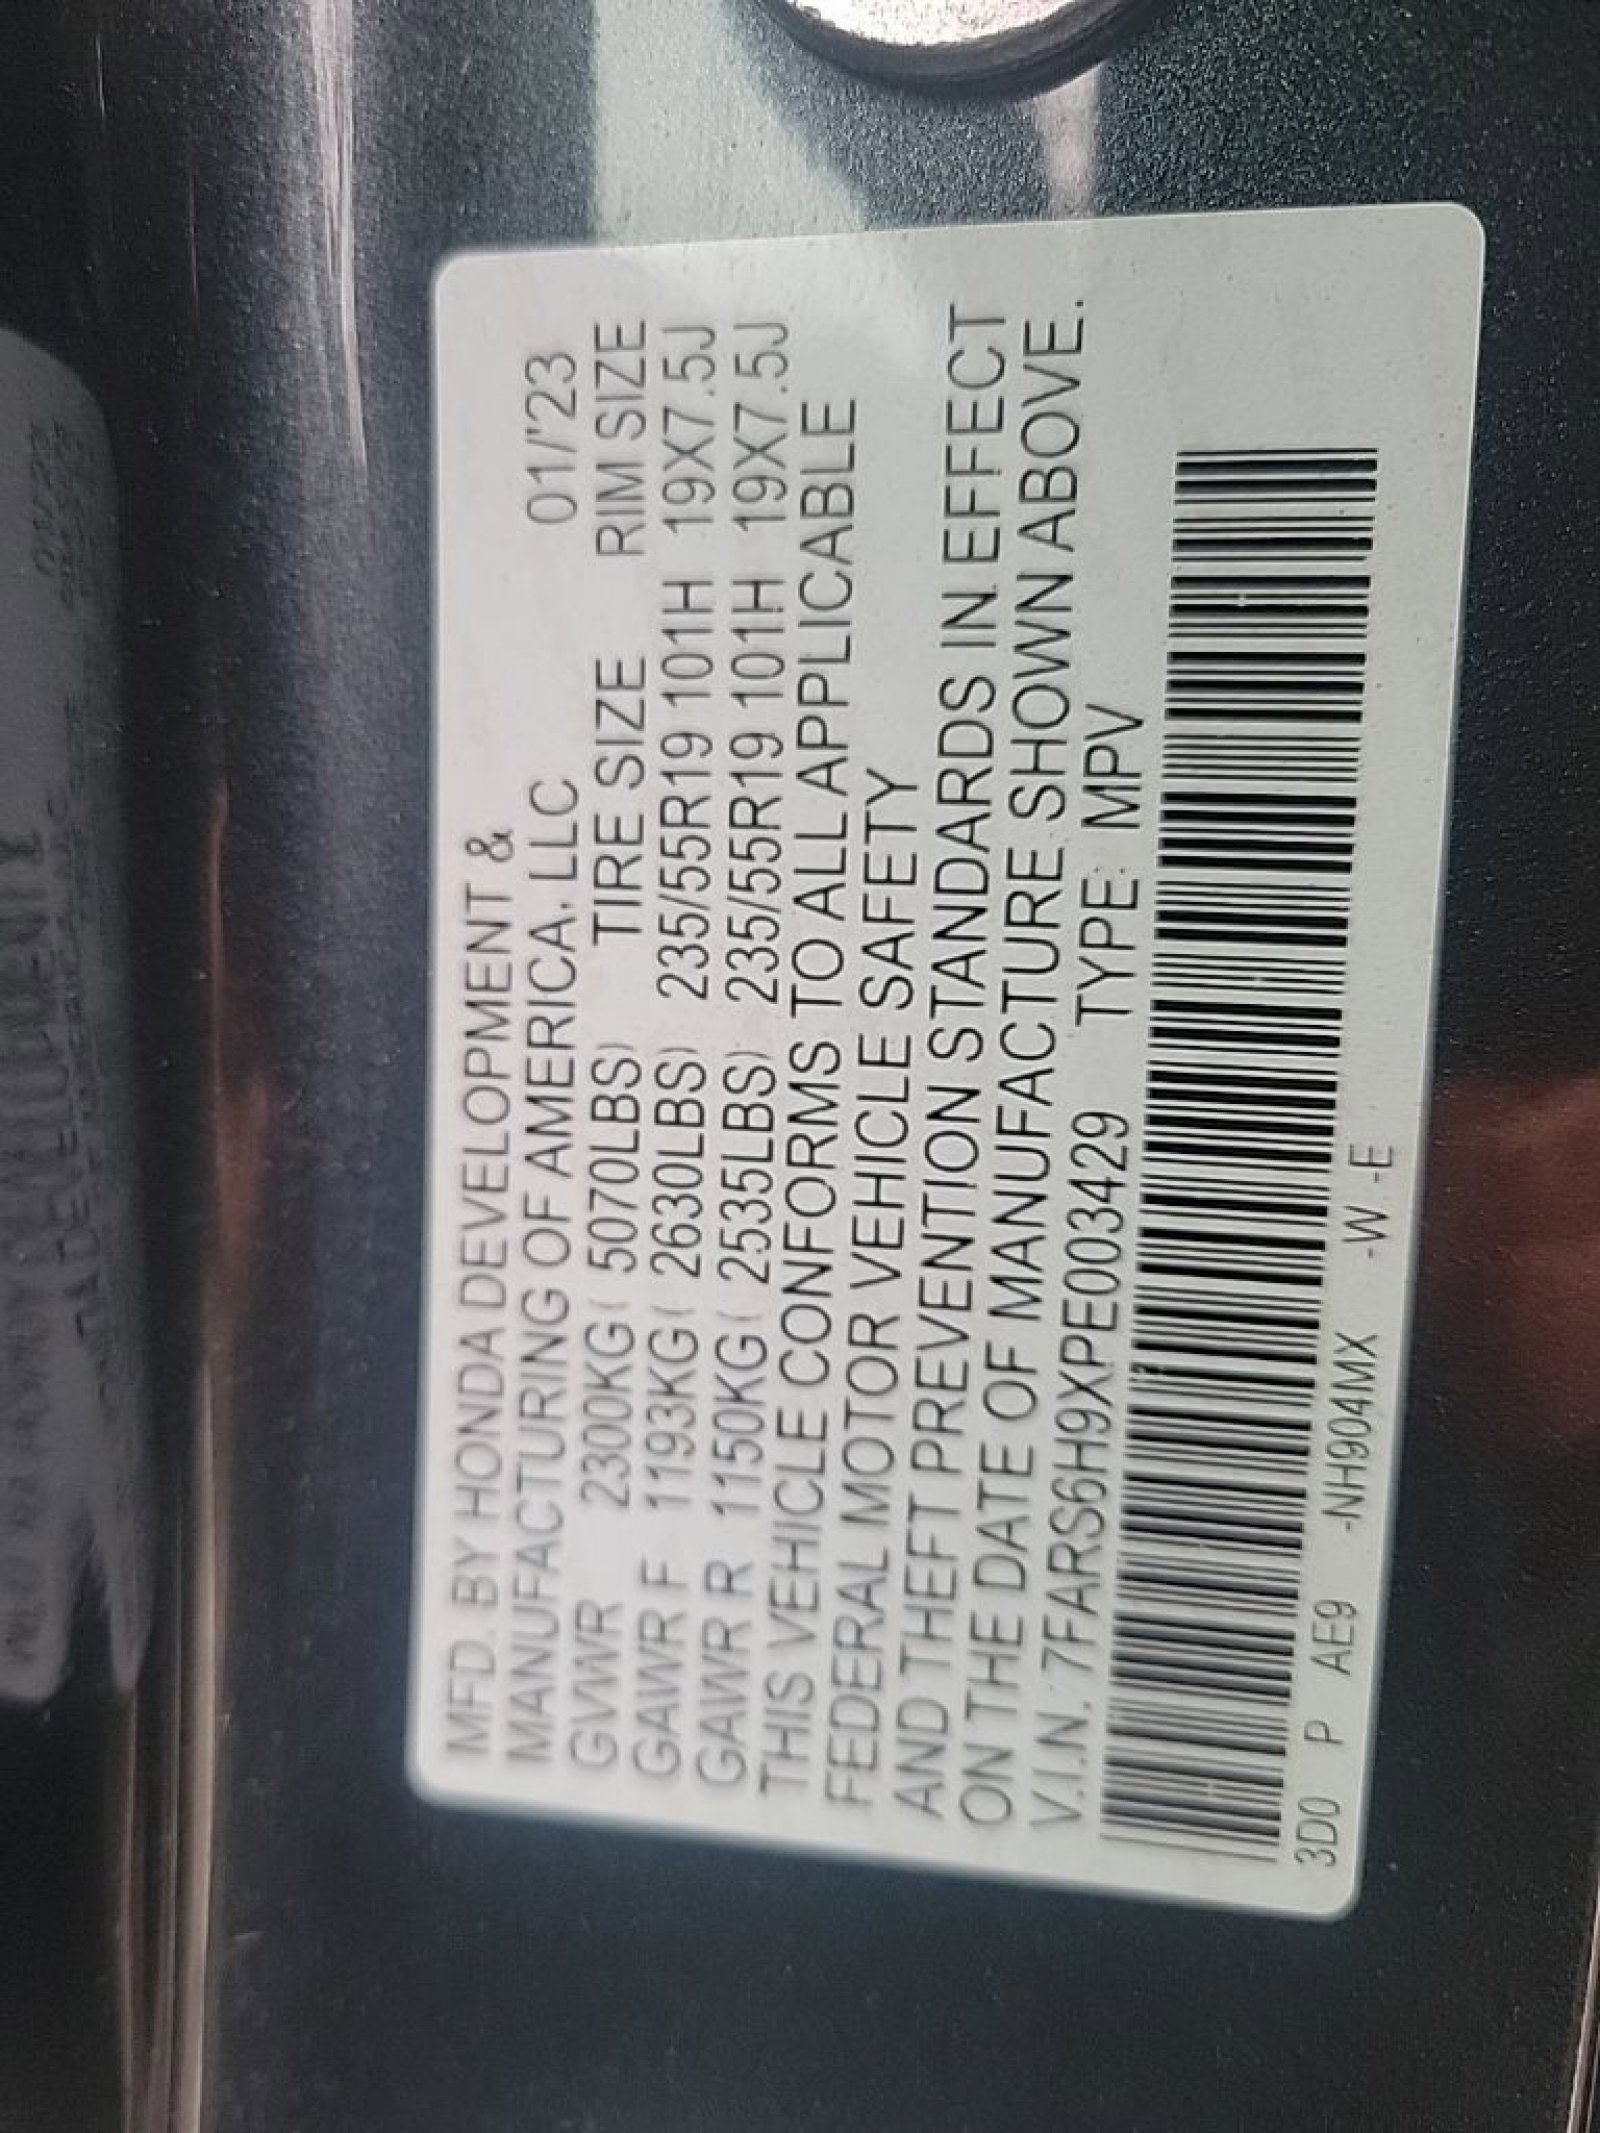 MFD. BY HONDA DEVELOPMENT &
MANUFACTURING OF AMERICA, LLC 01/'23
GVWR 2300KG( 5070LBS) TIRE SIZE RIM SIZE
GAWR F 1193KG( 2630LBS) 235/55R19 101H 19X7.5J
GAWR R 1150KG( 2535LBS) 235/55R19 101H 19X7.5J
THIS VEHICLE CONFORMS TO ALL APPLICABLE
FEDERAL MOTOR VEHICLE SAFETY
AND THEFT PREVENTION STANDARDS IN EFFECT
ON THE DATE OF MANUFACTURE SHOWN ABOVE.
V.I.N. 7FARS6H9XPE003429 TYPE: MPV
3D0 P AE9 -NH904MX -W -E